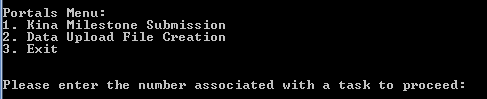 Portals Menu:
1. Kina Milestone Submission
2. Data Upload File Creation
3. Exit
Please enter the number associated with a task to proceed: